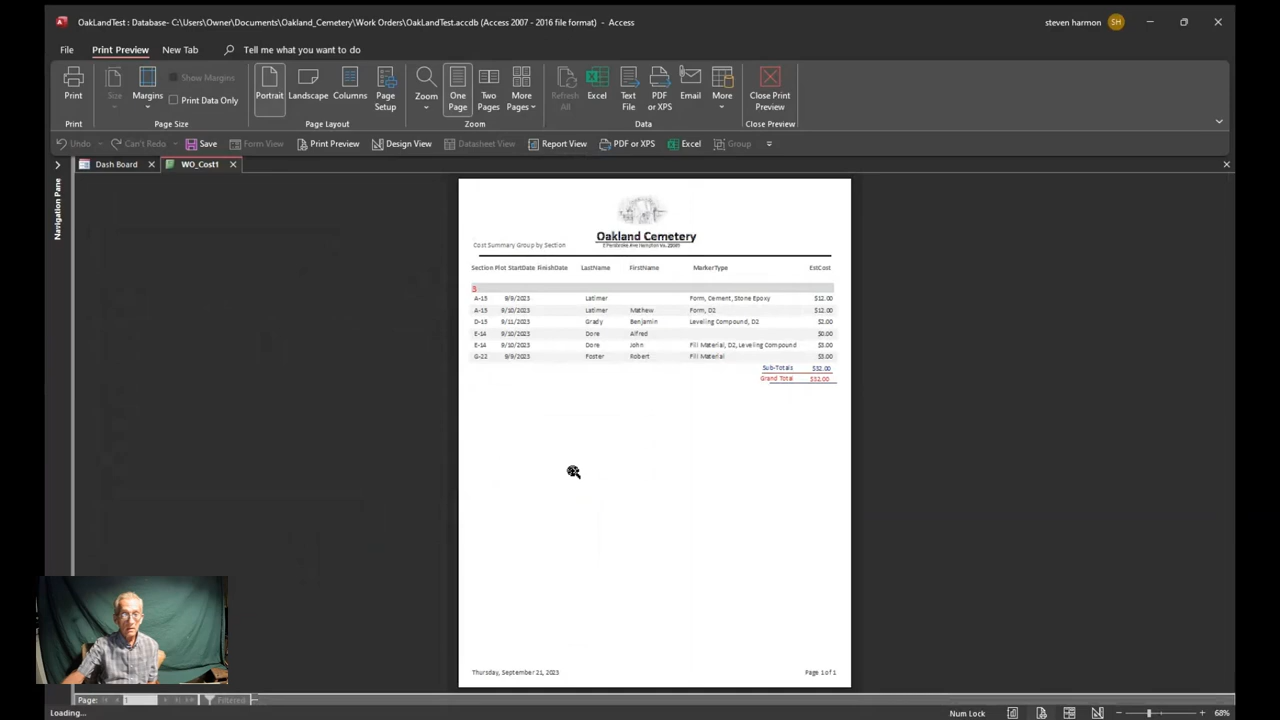 OakLandTest : Database- C:\Users\Owner\Documents\Oakland_Cemetery\Work Orders\OakLandTest.accdb (Access 2007 - 2016 file format) - Access
steven harmon SH
File Print Preview New Tab Tell me what you want to do
Print Size Margins Show Margins Print Data Only Portrait Landscape Columns Page Setup Zoom One Page Two Pages More Pages Refresh All Excel Text File PDF or XPS Email More Close Print Preview
Print Page Size Page Layout Zoom Data Close Preview
Undo Can't Redo Save Form View Print Preview Design View Datasheet View Report View PDF or XPS Excel Group
Dash Board WO_Cost1
Navigation Pane
Oakland Cemetery
Cost Summary Group by Section
Section Plot StartDate FinishDate LastName FirstName MarkerType EstCost
S
A-15 9/9/2023 Latimer Form, Cement, Stone Epoxy $12.00
A-15 9/10/2023 Latimer Mathew Form, D2 $12.00
D-15 9/11/2023 Grady Benjamin Leveling Compound, D2 $2.00
E-14 9/10/2023 Dore Alfred $0.00
E-14 9/10/2023 Dore John Fill Material, D2, Leveling Compound $3.00
G-22 9/9/2023 Foster Robert Fill Material $3.00
Sub-Totals $32.00
Grand Total $32.00
Thursday, September 21, 2023 Page 1 of 1
Page: 1 Filtered
Loading... Num Lock 68%